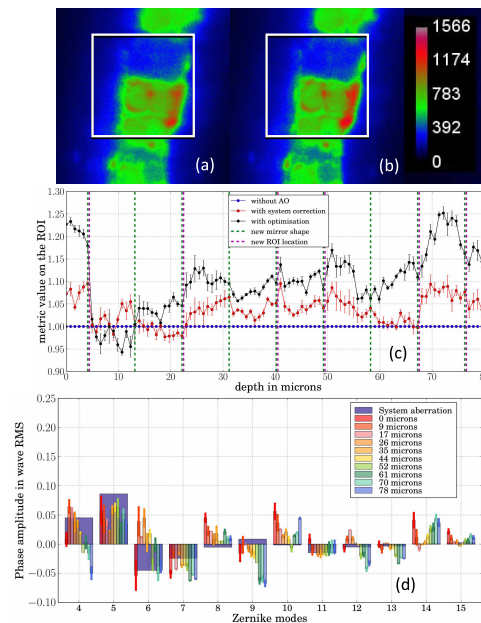 1566
1174
783
392
0
(a)
(b)
1.30
1.25
1.20
1.15
1.10
1.05
1.00
0.95
0.90
metric value on the ROI
without AO
with system correction
with optimisation
new mirror shape
new ROI location
(c)
0 10 20 30 40 50 60 70
depth in microns
0.25
0.20
0.15
0.10
0.05
0.00
−0.05
−0.10
Phase amplitude in wave RMS
System aberration
0 microns
9 microns
17 microns
26 microns
35 microns
44 microns
52 microns
61 microns
70 microns
78 microns
(d)
4 5 6 7 8 9 10 11 12 13 14 15
Zernike modes